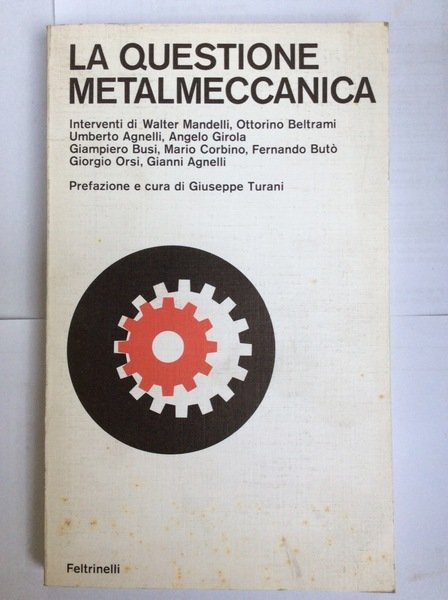 LA QUESTIONE
METALMECCANICA
Interventi di Walter Mandelli, Ottorino Beltrami
Umberto Agnelli, Angelo Girola
Giampiero Busi, Mario Corbino, Fernando Butò
Giorgio Orsi, Gianni Agnelli
Prefazione e cura di Giuseppe Turani
Feltrinelli